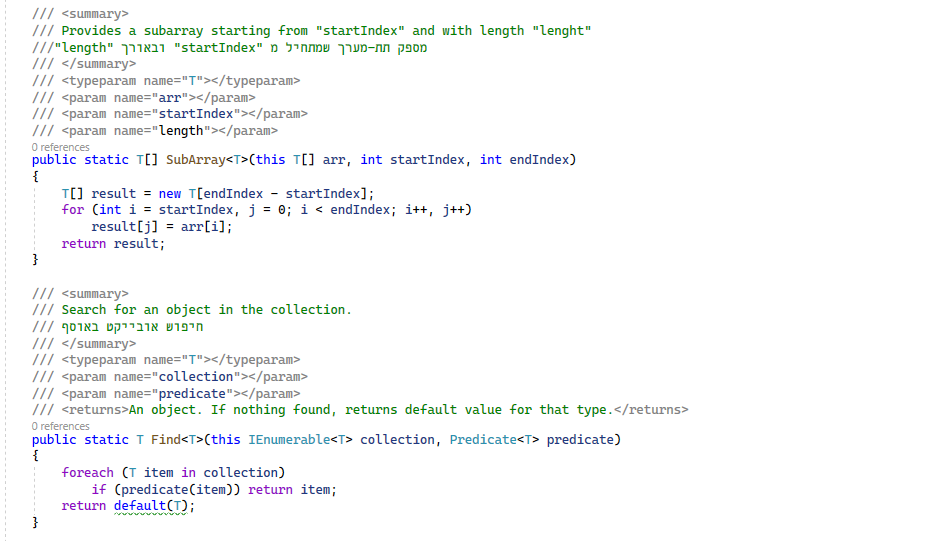 /// <summary>
/// Provides a subarray starting from "startIndex" and with length "lenght"
///"length" ובאורך "startIndex" מספק תת-מערך שמתחיל מ
/// </summary>
/// <typeparam name="T"></typeparam>
/// <param name="arr"></param>
/// <param name="startIndex"></param>
/// <param name="length"></param>
0 references
public static T[] SubArray<T>(this T[] arr, int startIndex, int endIndex)
{
    T[] result = new T[endIndex - startIndex];
    for (int i = startIndex, j = 0; i < endIndex; i++, j++)
        result[j] = arr[i];
    return result;
}
/// <summary>
/// Search for an object in the collection.
/// חיפוש אובייקט באוסף
/// </summary>
/// <typeparam name="T"></typeparam>
/// <param name="collection"></param>
/// <param name="predicate"></param>
/// <returns>An object. If nothing found, returns default value for that type.</returns>
0 references
public static T Find<T>(this IEnumerable<T> collection, Predicate<T> predicate)
{
    foreach (T item in collection)
        if (predicate(item)) return item;
    return default(T);
}